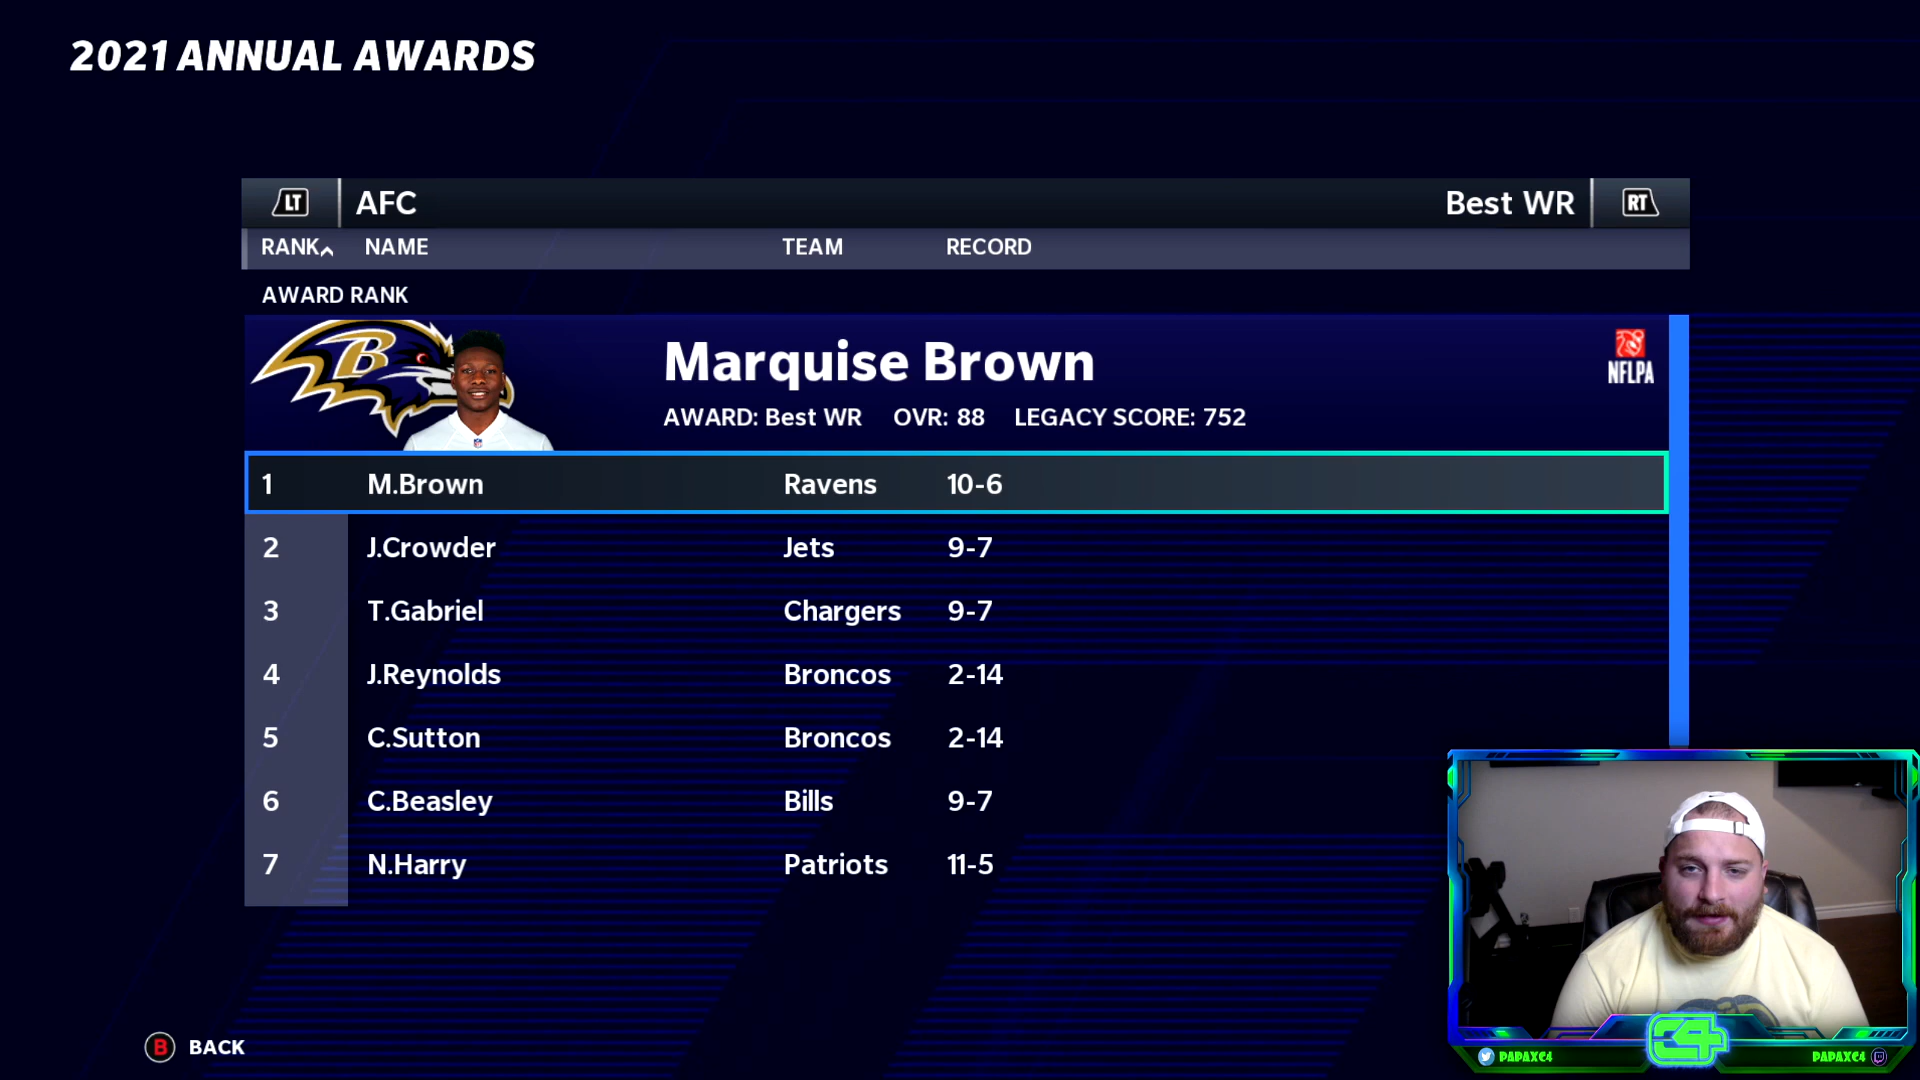 2021 ANNUAL AWARDS
LT AFC Best WR RT
RANK NAME TEAM RECORD
AWARD RANK
Marquise Brown
AWARD: Best WR OVR: 88 LEGACY SCORE: 752
NFLPA
B
1 M.Brown Ravens 10-6
2 J.Crowder Jets 9-7
3 T.Gabriel Chargers 9-7
4 J.Reynolds Broncos 2-14
5 C.Sutton Broncos 2-14
6 C.Beasley Bills 9-7
7 N.Harry Patriots 11-5
B BACK
PAPAXC4 C4 PAPAXC4